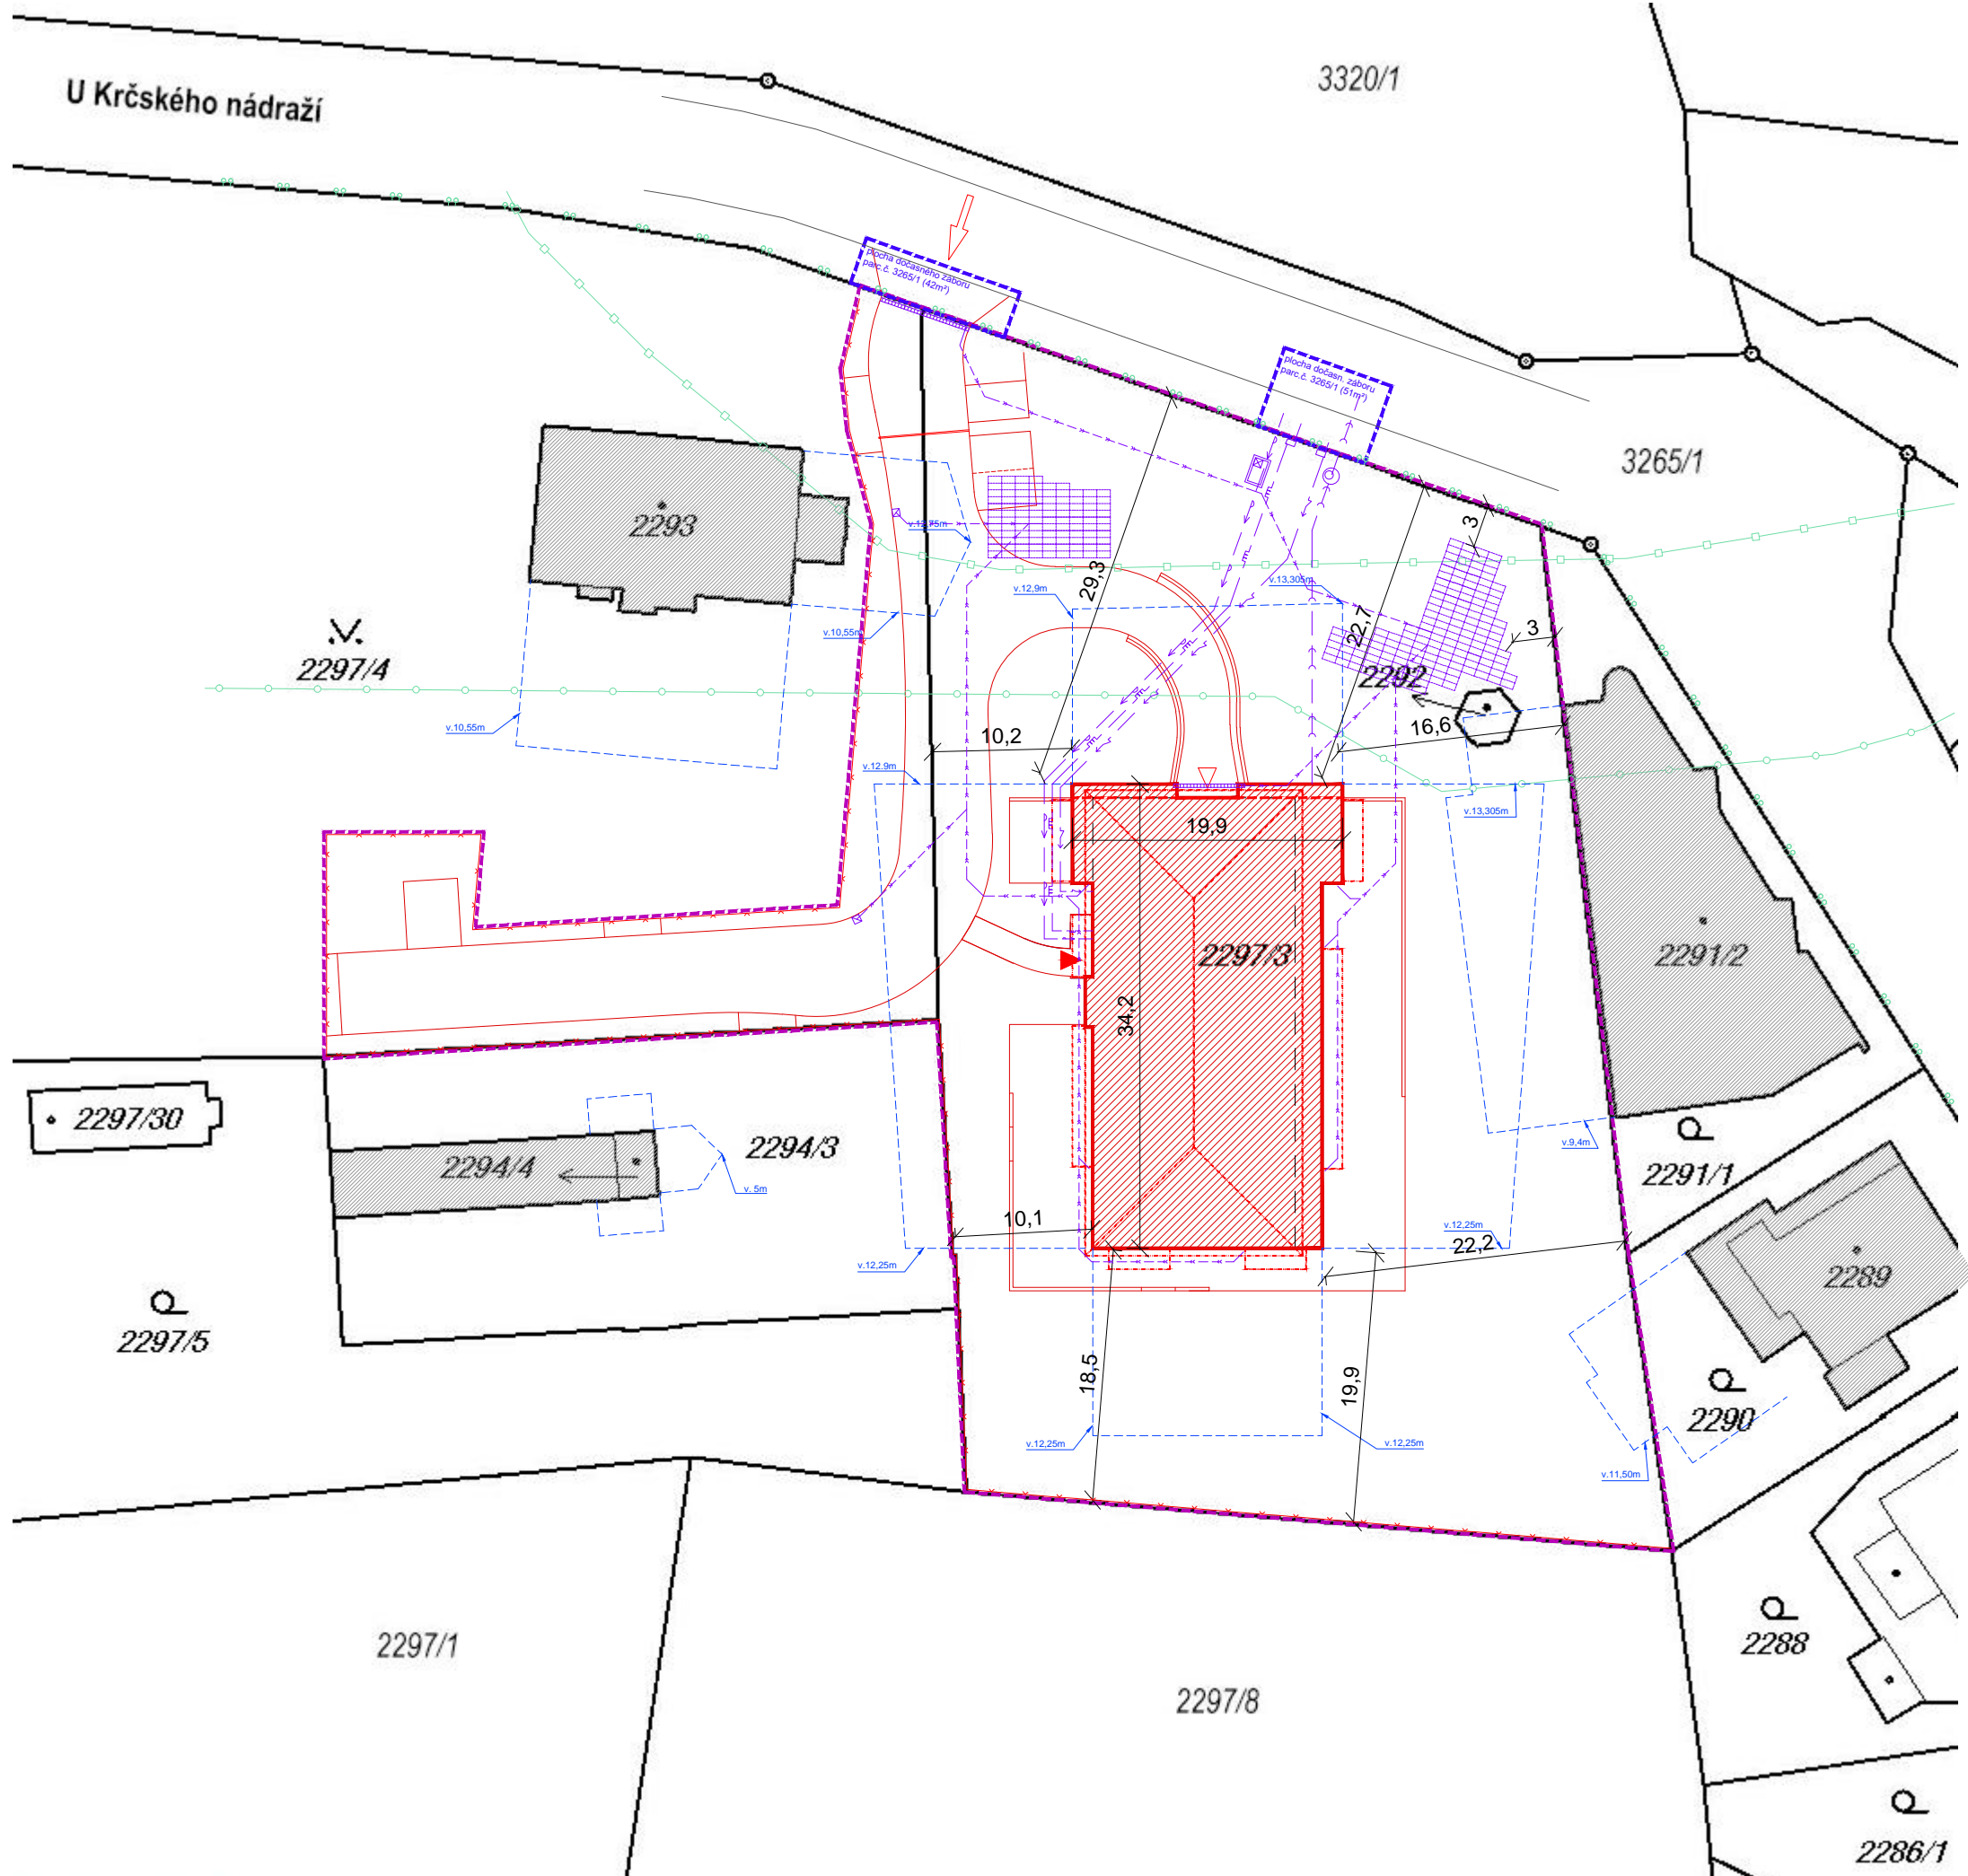 3320/1
U Krčského nádraží
plocha dočasného záboru
parc.č. 3265/1 (42m²)
plocha dočasn. záboru
parc.č. 3265/1 (51m²)
3265/1
2293
v.12,75m
3
29,3
v.12,9m
v.13,305m
22,7
3
v.10,55m
2297/4
2292
v.10,55m
16,6
10,2
v.12,9m
v.13,305m
19,9
2297/3
2291/2
34,2
2297/30
2294/3
2294/4
v. 5m
v.9,4m
2291/1
10,1
v.12,25m
22,2
v.12,25m
2289
2297/5
18,5
19,9
2290
v.12,25m
v.12,25m
v.11,50m
2297/1
2288
2297/8
2286/1